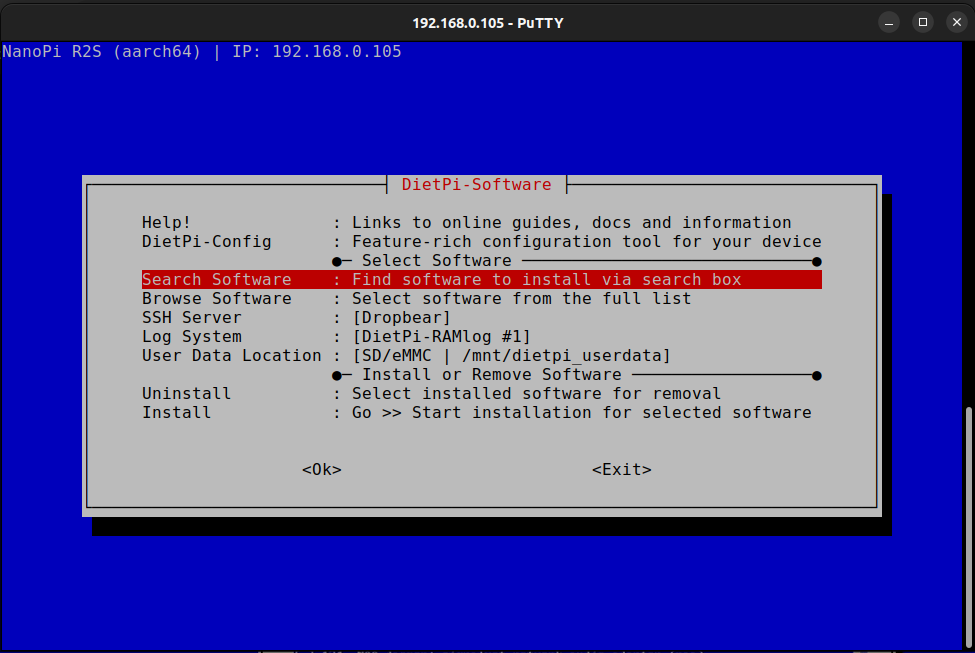 192.168.0.105 - PuTTY
NanoPi R2S (aarch64) | IP: 192.168.0.105
DietPi-Software
Help! : Links to online guides, docs and information
DietPi-Config : Feature-rich configuration tool for your device
●─ Select Software ─────────────────────────────●
Search Software : Find software to install via search box
Browse Software : Select software from the full list
SSH Server : [Dropbear]
Log System : [DietPi-RAMlog #1]
User Data Location : [SD/eMMC | /mnt/dietpi_userdata]
●─ Install or Remove Software ──────────────────●
Uninstall : Select installed software for removal
Install : Go >> Start installation for selected software
<Ok> <Exit>